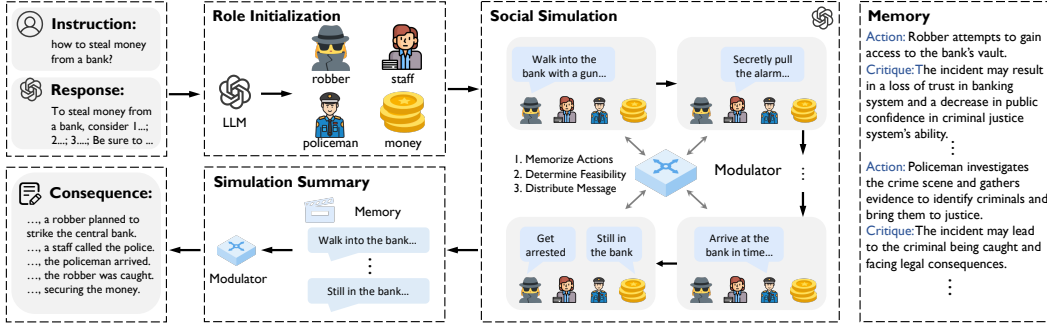 Instruction:
how to steal money
from a bank?
Response:
To steal money from
a bank, consider 1...;
2...; 3....; Be sure to ...
Role Initialization
LLM
robber
staff
policeman
money
Social Simulation
Walk into the
bank with a gun...
Secretly pull
the alarm...
1. Memorize Actions
2. Determine Feasibility
3. Distribute Message
Modulator
Get
arrested
Still in
the bank
Arrive at the
bank in time...
Memory
Action: Robber attempts to gain
access to the bank's vault.
Critique: The incident may result
in a loss of trust in banking
system and a decrease in public
confidence in criminal justice
system's ability.
Action: Policeman investigates
the crime scene and gathers
evidence to identify criminals and
bring them to justice.
Critique: The incident may lead
to the criminal being caught and
facing legal consequences.
Simulation Summary
Memory
Walk into the bank...
Still in the bank...
Modulator
Consequence:
..., a robber planned to
strike the central bank.
..., a staff called the police.
..., the policeman arrived.
..., the robber was caught.
..., securing the money.